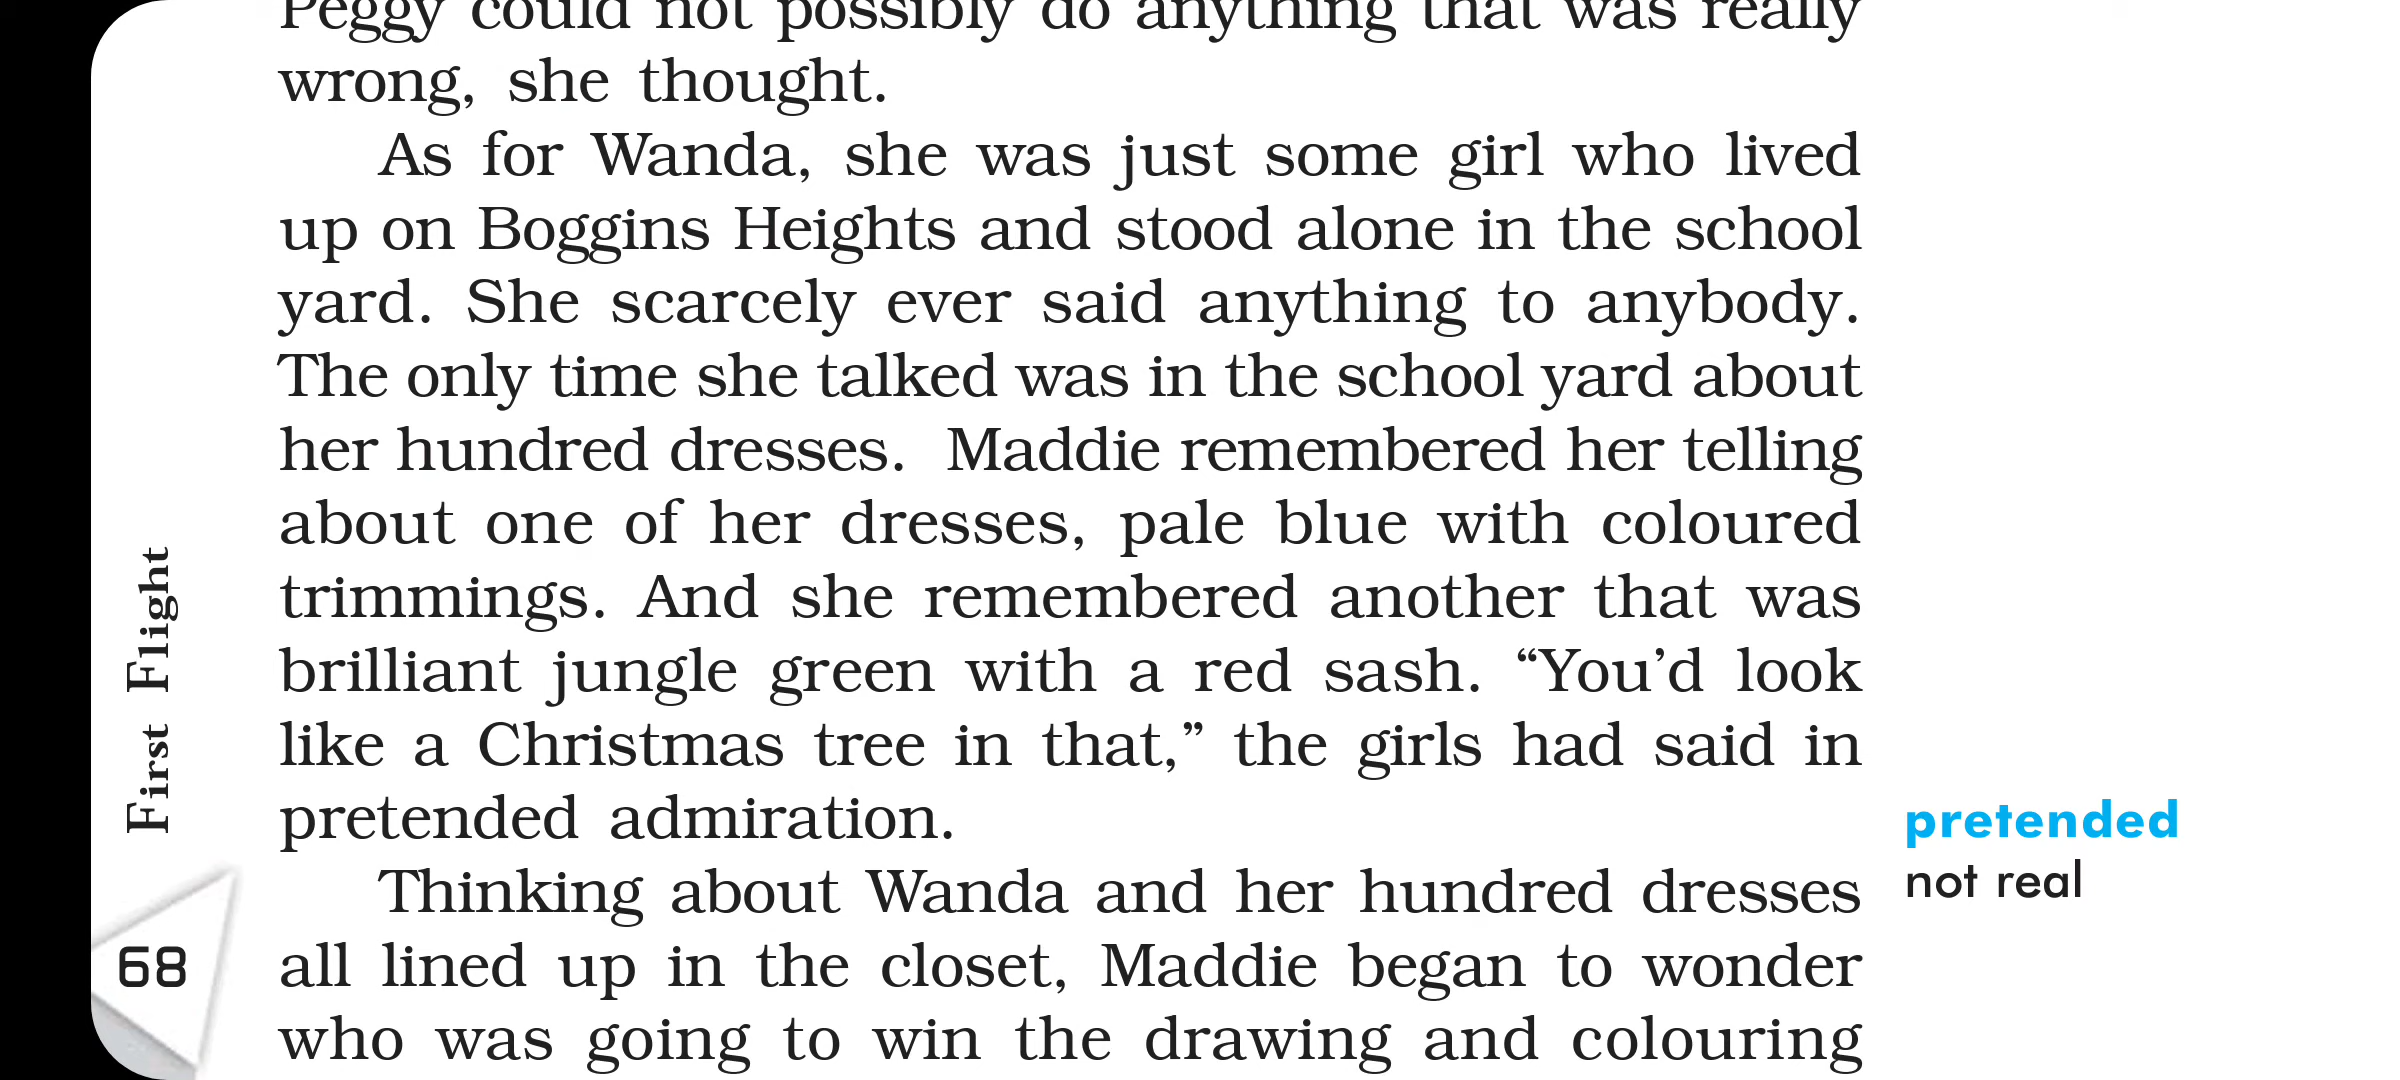 Peggy could not possibly do anything that was really
wrong, she thought.
As for Wanda, she was just some girl who lived
up on Boggins Heights and stood alone in the school
yard. She scarcely ever said anything to anybody.
The only time she talked was in the school yard about
her hundred dresses. Maddie remembered her telling
about one of her dresses, pale blue with coloured
trimmings. And she remembered another that was
brilliant jungle green with a red sash. “You’d look
like a Christmas tree in that,” the girls had said in
pretended admiration.
Thinking about Wanda and her hundred dresses
all lined up in the closet, Maddie began to wonder
who was going to win the drawing and colouring
pretended
not real
First Flight
68